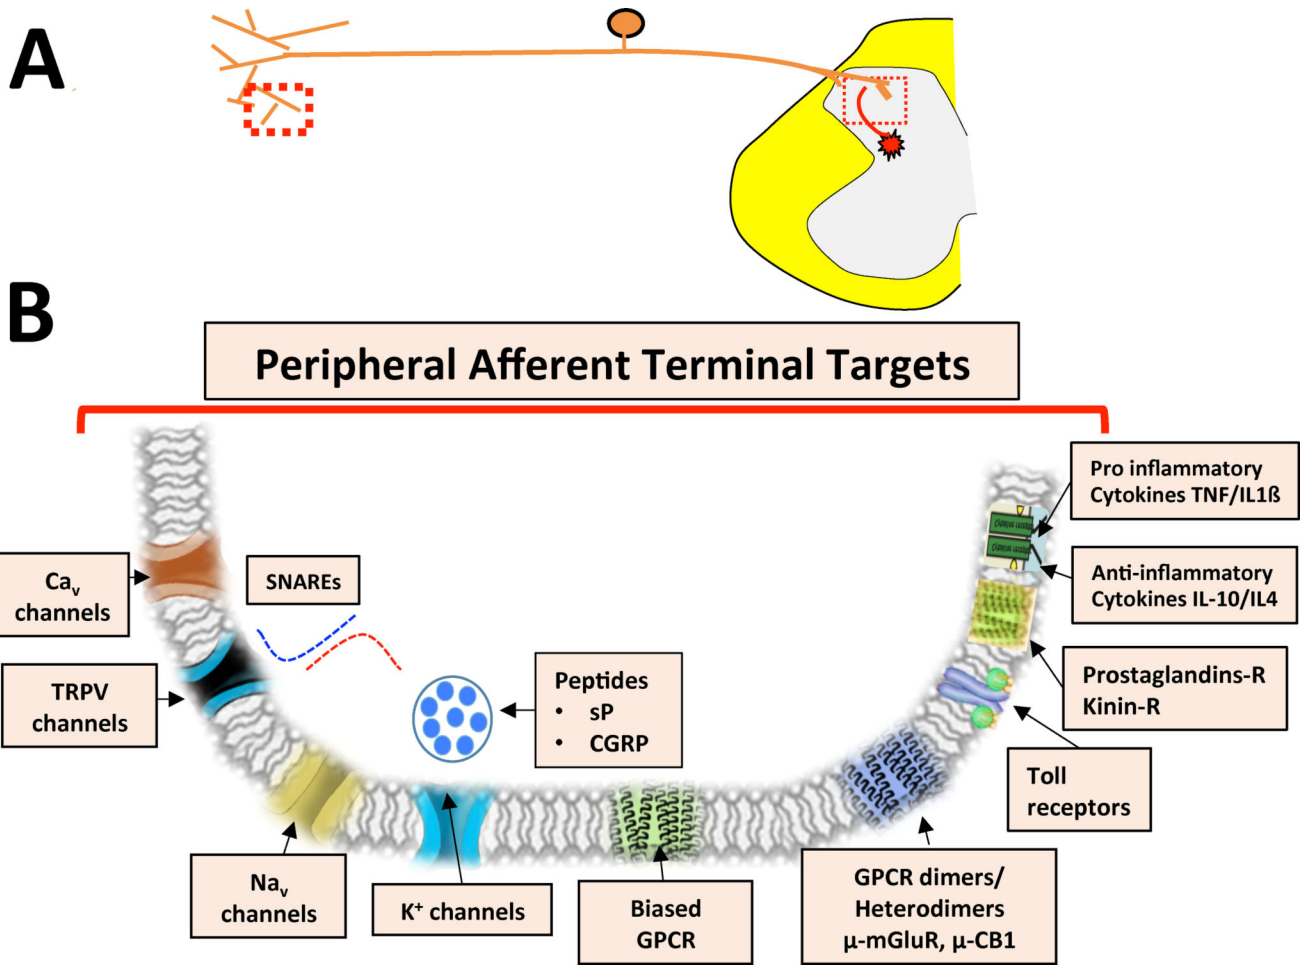 A
B
Peripheral Afferent Terminal Targets
Pro inflammatory
Cytokines TNF/IL1ß
Anti-inflammatory
Cytokines IL-10/IL4
Prostaglandins-R
Kinin-R
Toll
receptors
GPCR dimers/
Heterodimers
µ-mGluR, µ-CB1
Biased
GPCR
K⁺ channels
Naᵥ
channels
TRPV
channels
Caᵥ
channels
SNAREs
Peptides
• sP
• CGRP